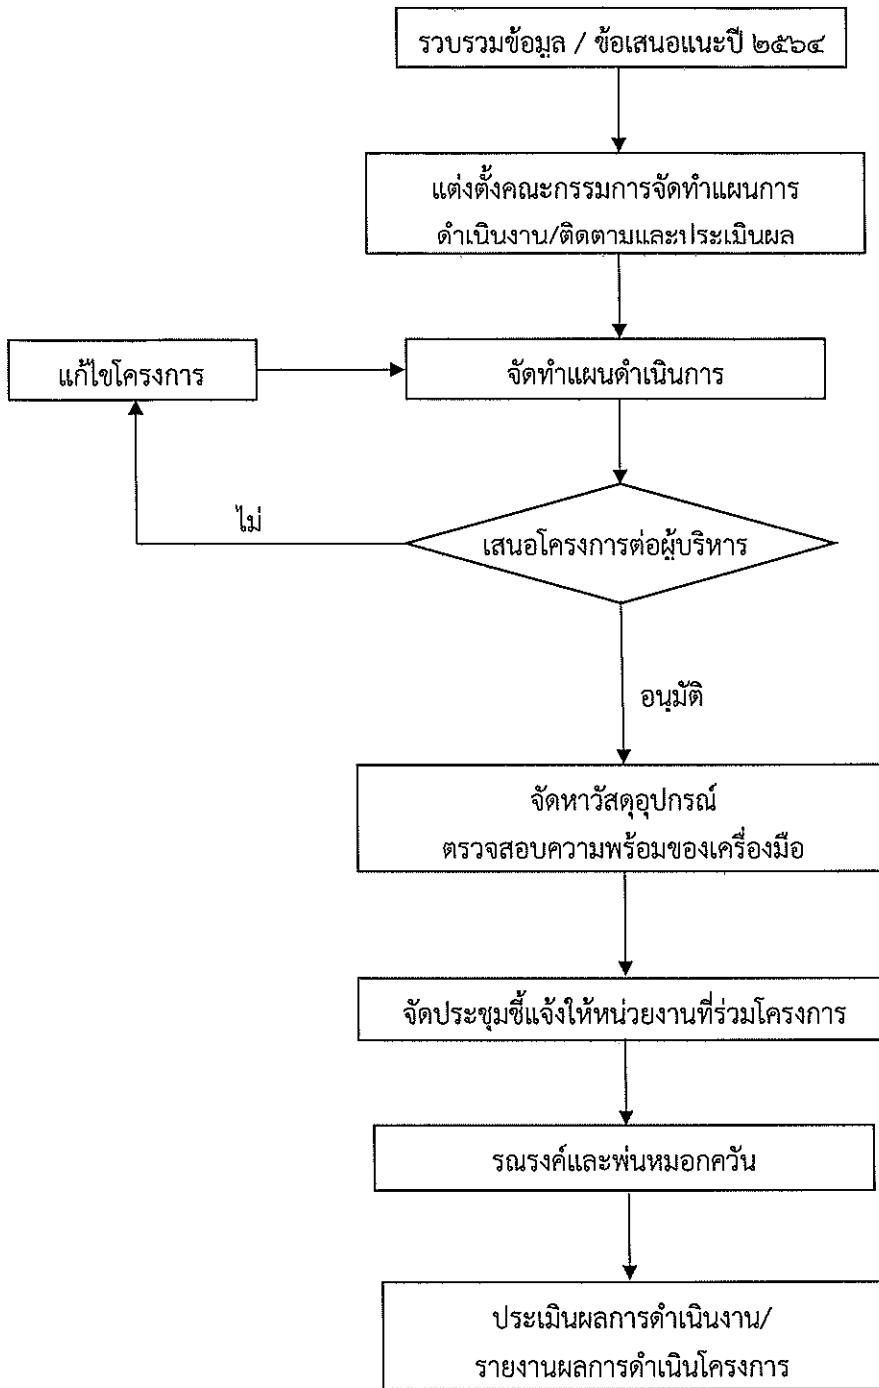 รวบรวมข้อมูล / ข้อเสนอแนะปี ๒๕๖๔
แต่งตั้งคณะกรรมการจัดทำแผนการ
ดำเนินงาน/ติดตามและประเมินผล
แก้ไขโครงการ
จัดทำแผนดำเนินการ
ไม่
เสนอโครงการต่อผู้บริหาร
อนุมัติ
จัดหาวัสดุอุปกรณ์
ตรวจสอบความพร้อมของเครื่องมือ
จัดประชุมชี้แจ้งให้หน่วยงานที่ร่วมโครงการ
รณรงค์และพ่นหมอกควัน
ประเมินผลการดำเนินงาน/
รายงานผลการดำเนินโครงการ